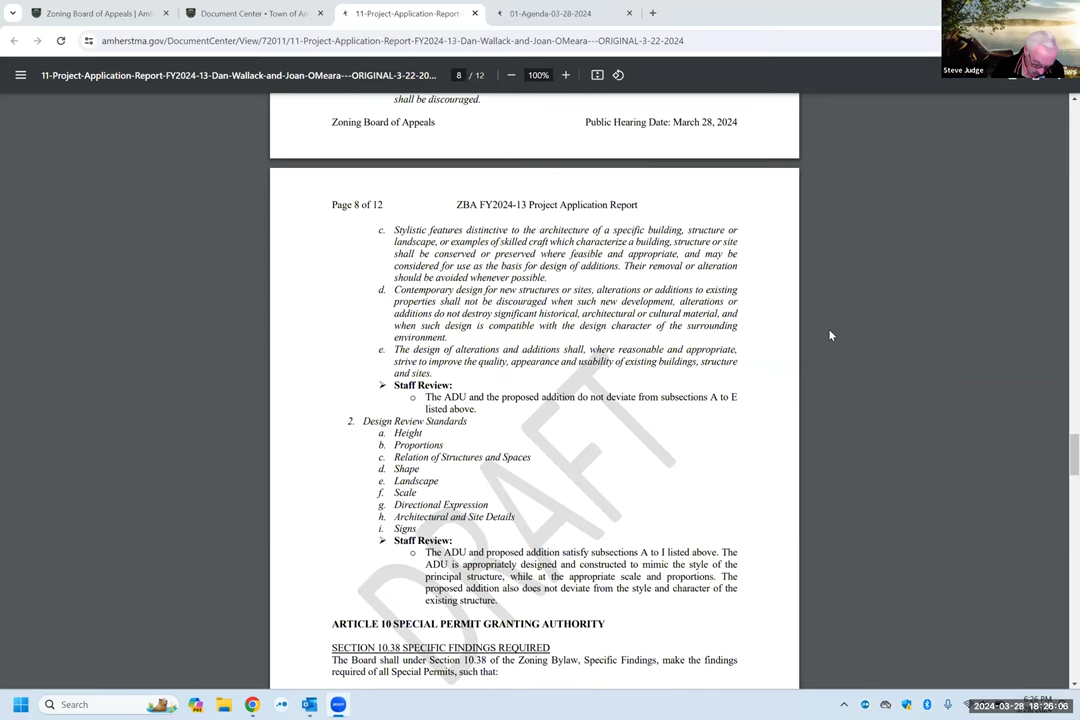 Zoning Board of Appeals | Amh
Document Center • Town of Am
11-Project-Application-Report-
01-Agenda-03-28-2024
amherstma.gov/DocumentCenter/View/72011/11-Project-Application-Report-FY2024-13-Dan-Wallack-and-Joan-OMeara---ORIGINAL-3-22-2024
Steve Judge
11-Project-Application-Report-FY2024-13-Dan-Wallack-and-Joan-OMeara---ORIGINAL-3-22-20...
8 / 12
100%
shall be discouraged.
Zoning Board of Appeals Public Hearing Date: March 28, 2024
Page 8 of 12 ZBA FY2024-13 Project Application Report
c. Stylistic features distinctive to the architecture of a specific building, structure or
landscape, or examples of skilled craft which characterize a building, structure or site
shall be conserved or preserved where feasible and appropriate, and may be
considered for use as the basis for design of additions. Their removal or alteration
should be avoided whenever possible.
d. Contemporary design for new structures or sites, alterations or additions to existing
properties shall not be discouraged when such new development, alterations or
additions do not destroy significant historical, architectural or cultural material, and
when such design is compatible with the design character of the surrounding
environment.
e. The design of alterations and additions shall, where reasonable and appropriate,
strive to improve the quality, appearance and usability of existing buildings, structure
and sites.
➢ Staff Review:
o The ADU and the proposed addition do not deviate from subsections A to E
listed above.
2. Design Review Standards
a. Height
b. Proportions
c. Relation of Structures and Spaces
d. Shape
e. Landscape
f. Scale
g. Directional Expression
h. Architectural and Site Details
i. Signs
➢ Staff Review:
o The ADU and proposed addition satisfy subsections A to I listed above. The
ADU is appropriately designed and constructed to mimic the style of the
principal structure, while at the appropriate scale and proportions. The
proposed addition also does not deviate from the style and character of the
existing structure.
DRAFT
ARTICLE 10 SPECIAL PERMIT GRANTING AUTHORITY
SECTION 10.38 SPECIFIC FINDINGS REQUIRED
The Board shall under Section 10.38 of the Zoning Bylaw, Specific Findings, make the findings
required of all Special Permits, such that:
Search
zoom
6:26 PM
2024-03-28 18:26:06